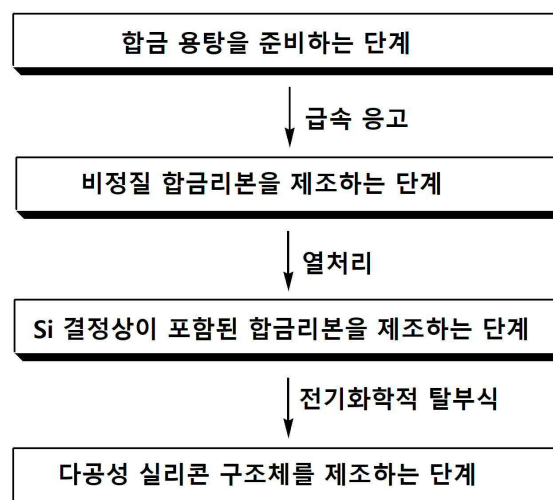 합금 용탕을 준비하는 단계
급속 응고
비정질 합금리본을 제조하는 단계
열처리
Si 결정상이 포함된 합금리본을 제조하는 단계
전기화학적 탈부식
다공성 실리콘 구조체를 제조하는 단계